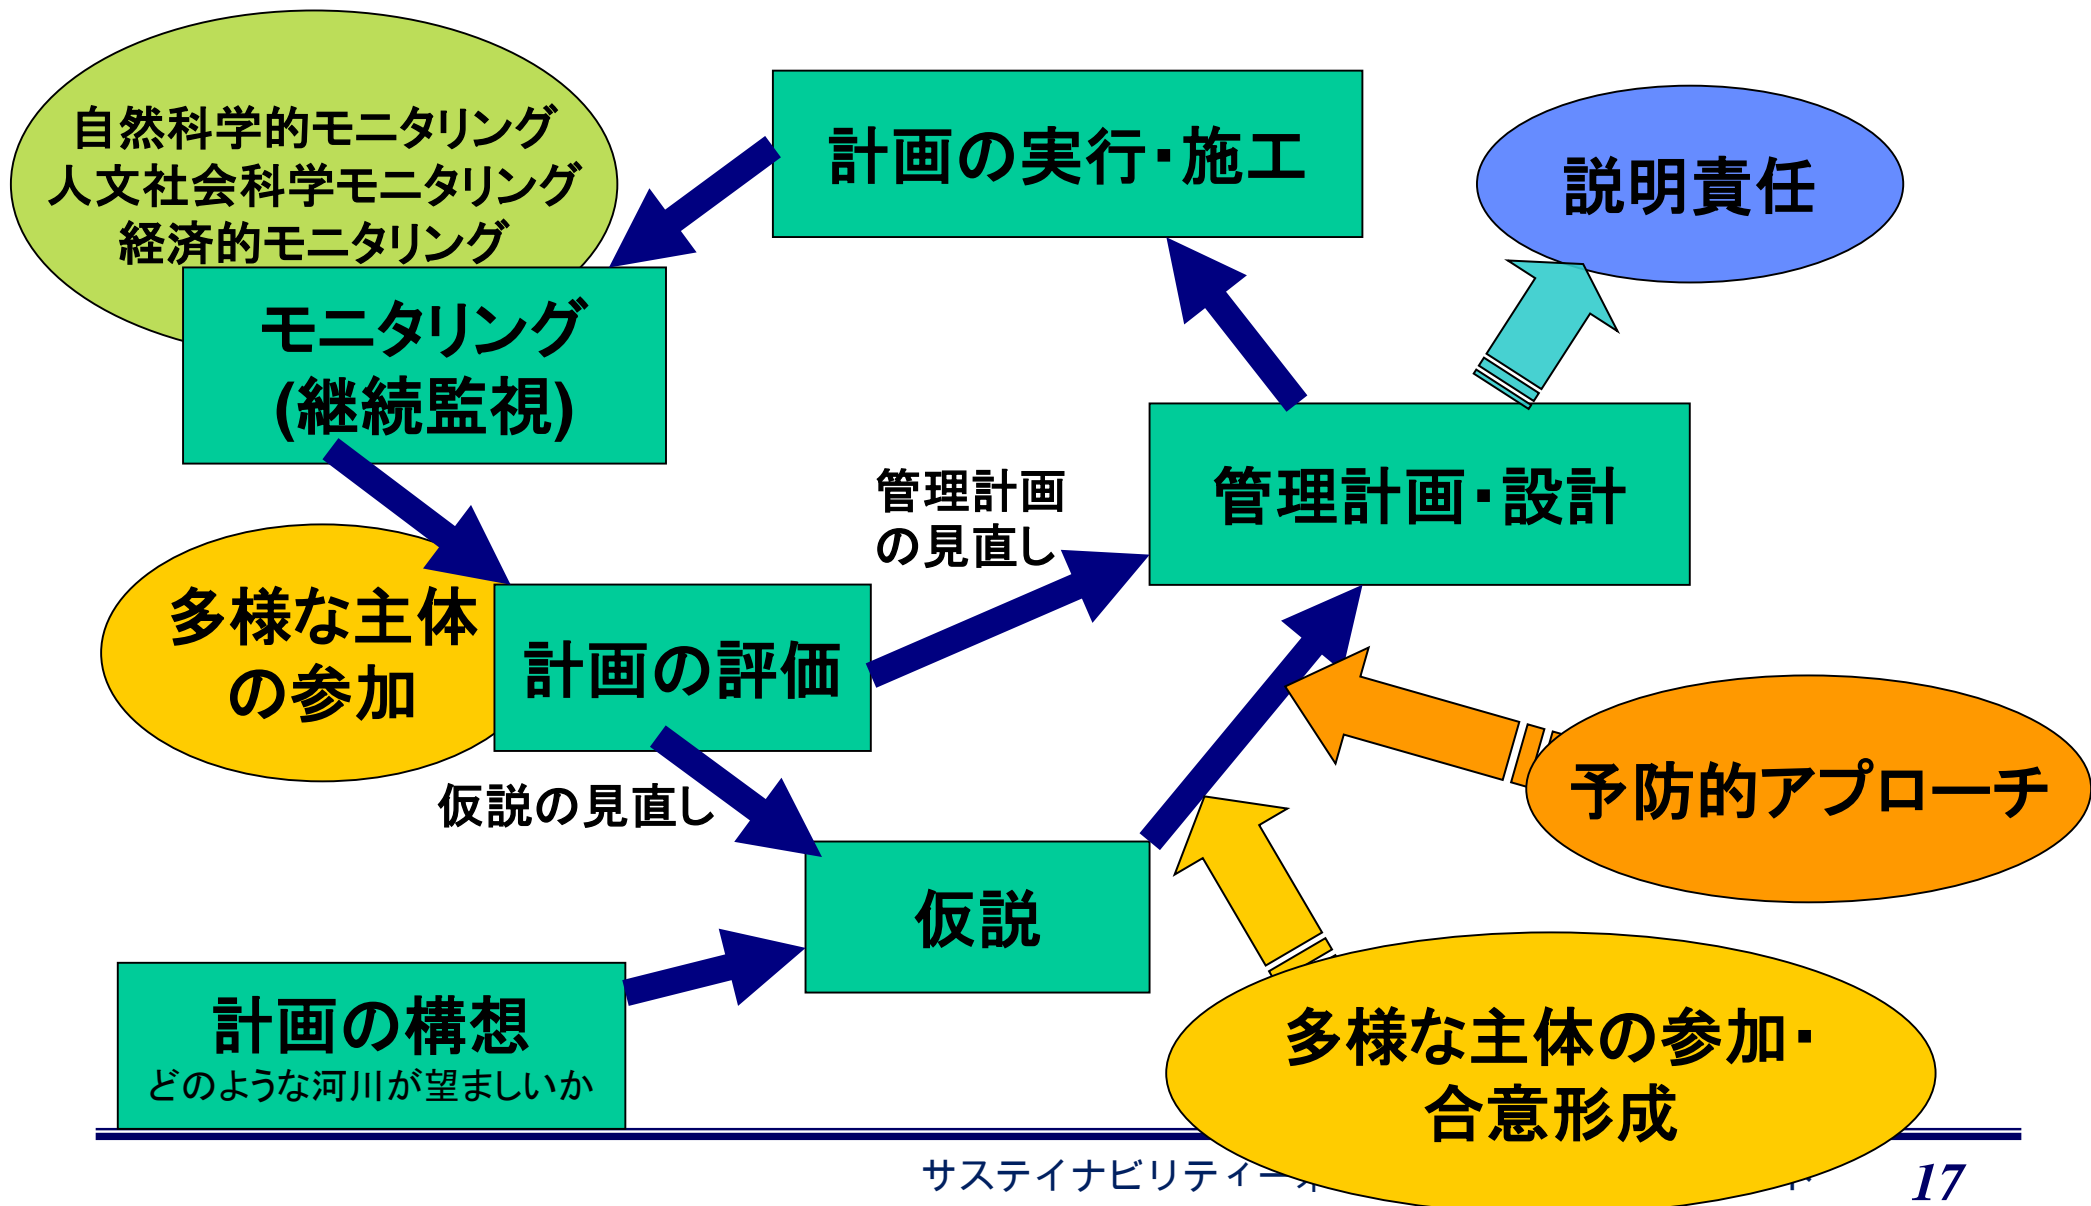 自然科学的モニタリング
人文社会科学モニタリング
経済的モニタリング
計画の実行・施工
説明責任
モニタリング
(継続監視)
管理計画
の見直し
管理計画・設計
多様な主体
の参加
計画の評価
仮説の見直し
予防的アプローチ
仮説
計画の構想
どのような河川が望ましいか
多様な主体の参加・
合意形成
サステイナビリティー
17